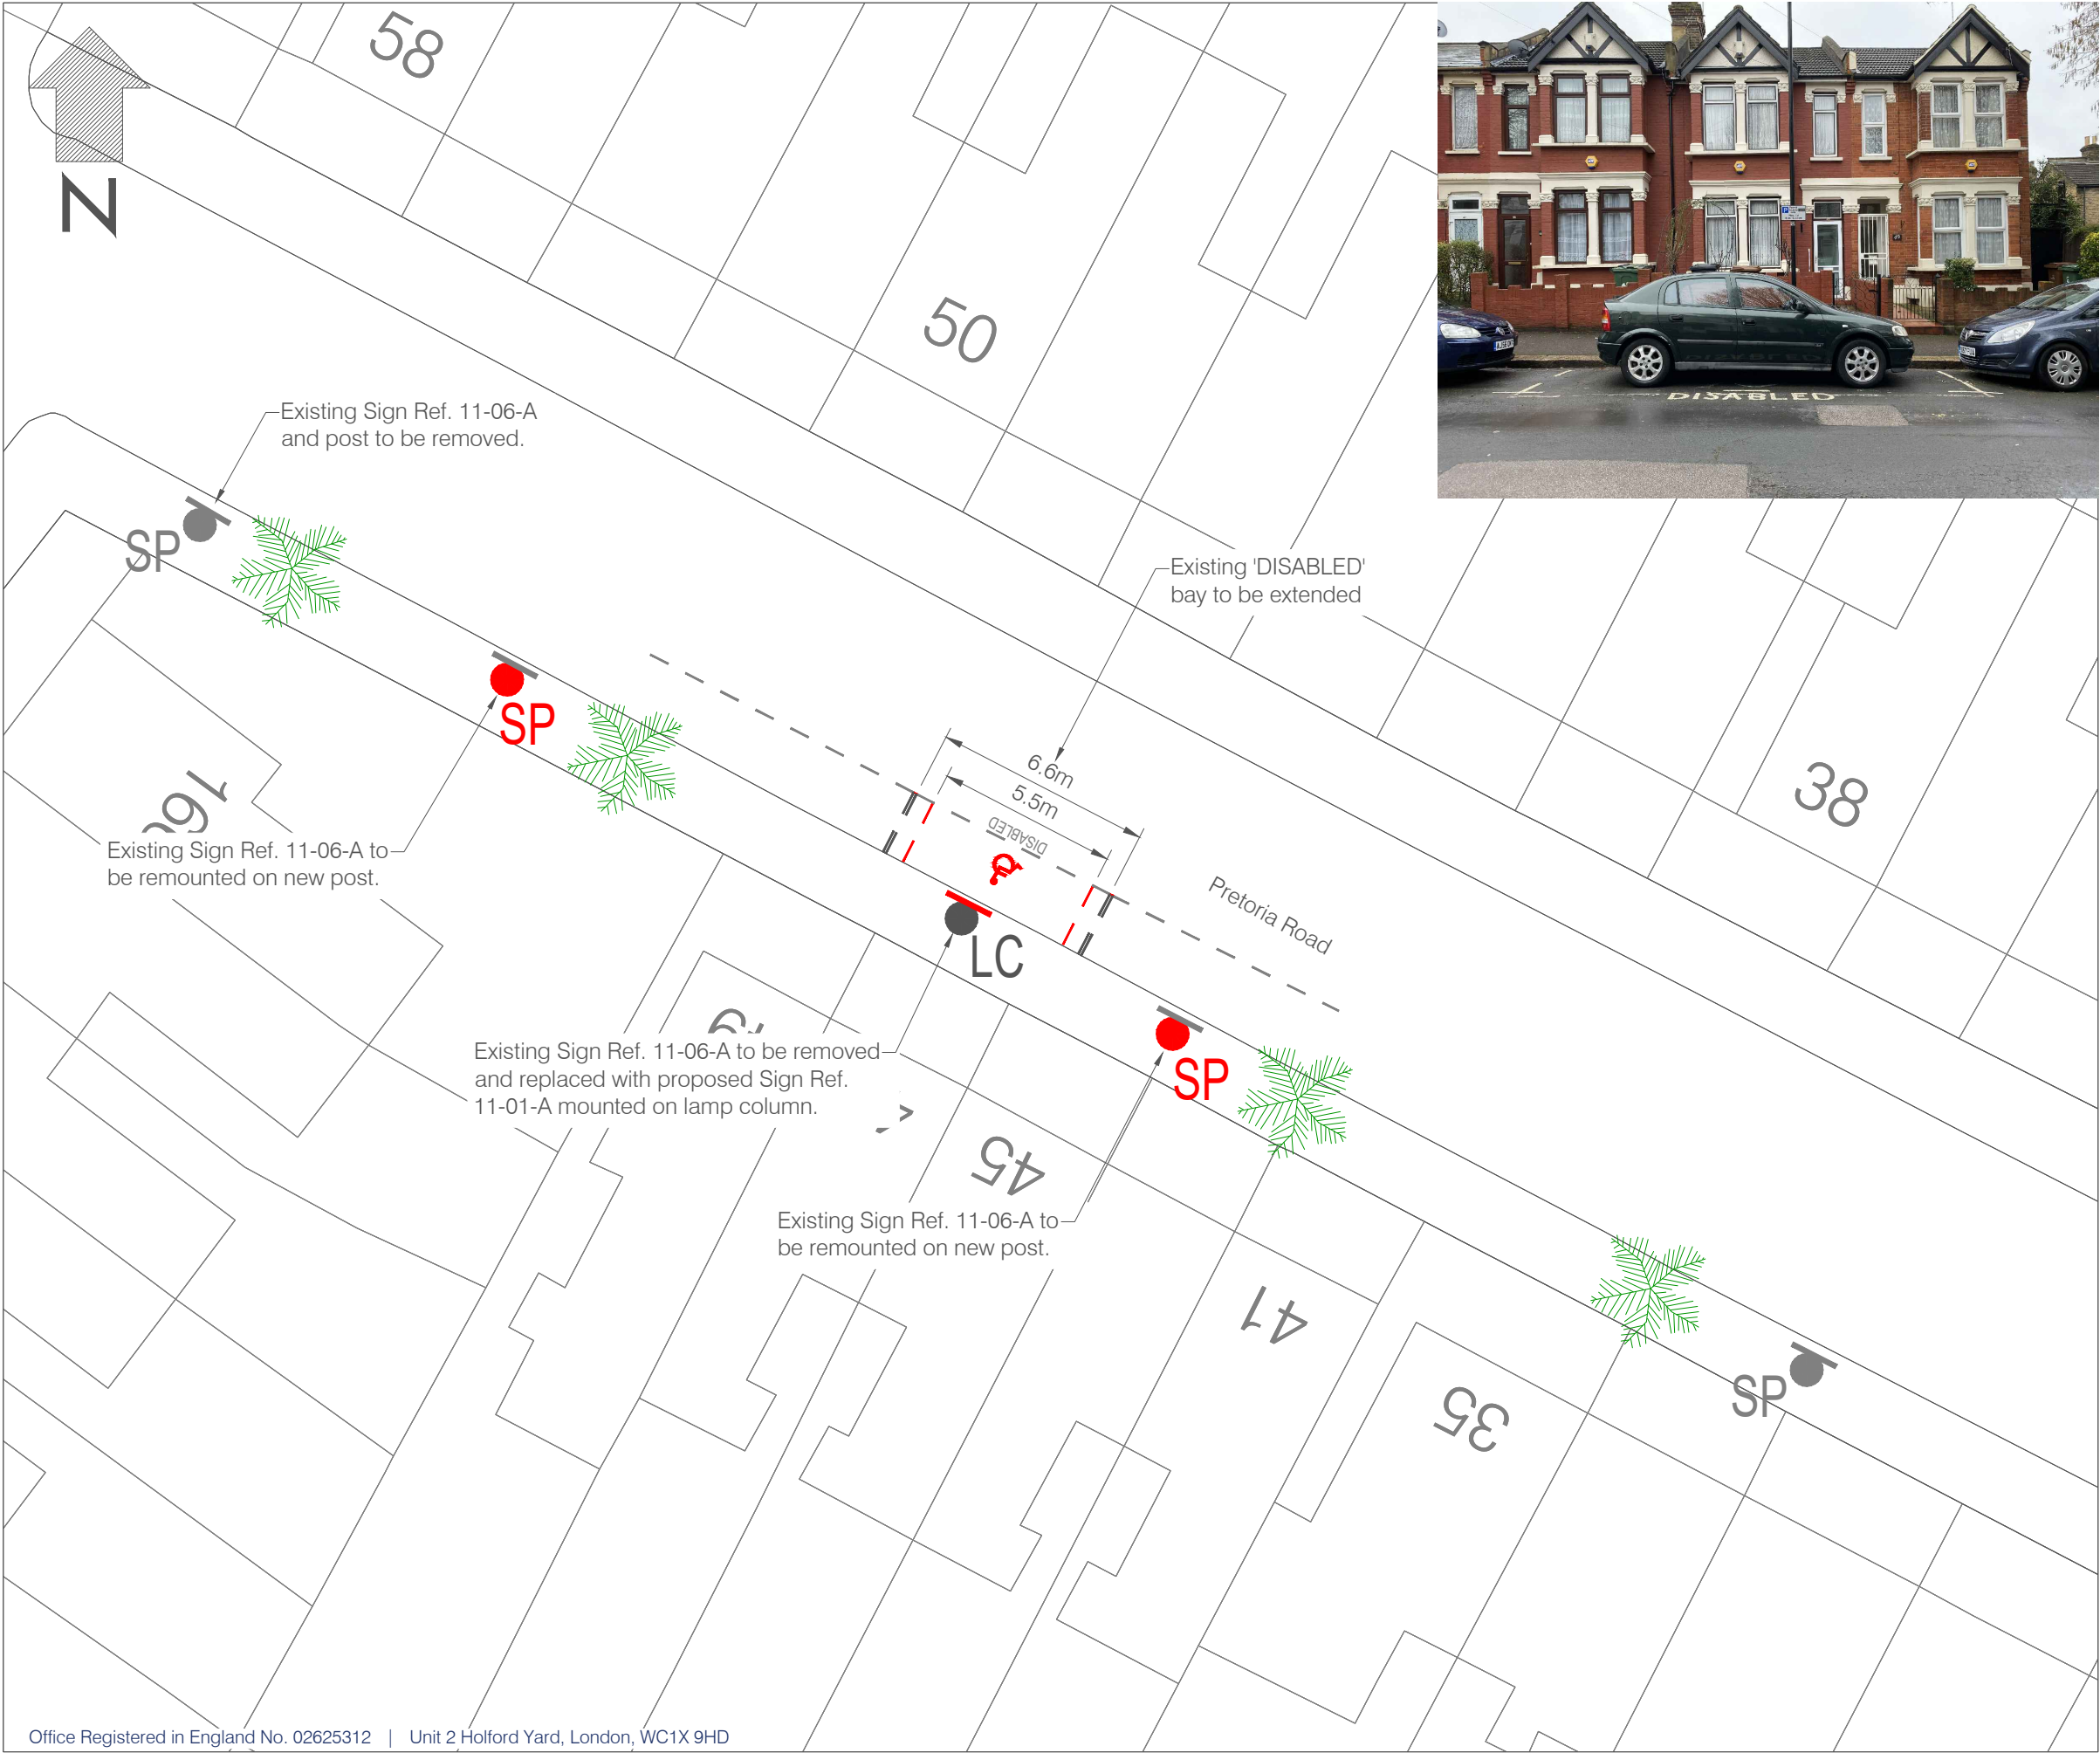 58
N
50
Existing Sign Ref. 11-06-A
and post to be removed.
DISABLED
SP
Existing 'DISABLED'
bay to be extended
SP
6.6m
5.5m
DISABLED
38
Existing Sign Ref. 11-06-A to
be remounted on new post.
Pretoria Road
LC
Existing Sign Ref. 11-06-A to be removed
and replaced with proposed Sign Ref.
11-01-A mounted on lamp column.
SP
45
Existing Sign Ref. 11-06-A to
be remounted on new post.
41
35
SP
Office Registered in England No. 02625312 | Unit 2 Holford Yard, London, WC1X 9HD